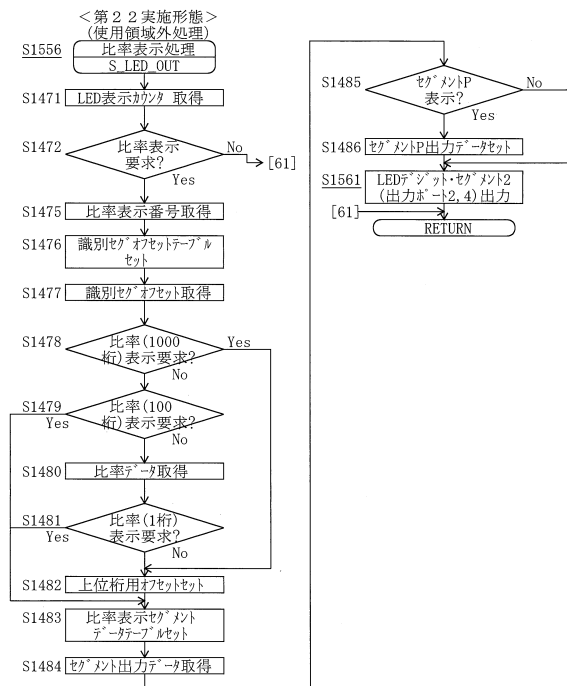 <第22実施形態>
(使用領域外処理)
S1556 比率表示処理
S_LED_OUT
S1471 LED表示カウンタ 取得
S1472 比率表示
要求?
No
[61]
Yes
S1475 比率表示番号取得
S1476 識別セグオフセットテーブル
セット
S1477 識別セグオフセット取得
S1478 比率(1000
桁)表示要求?
Yes
No
S1479 比率(100
桁)表示要求?
Yes
No
S1480 比率データ取得
S1481 比率(1桁)
表示要求?
Yes
No
S1482 上位桁用オフセットセット
S1483 比率表示セグメント
データテーブルセット
S1484 セグメント出力データ取得
S1485 セグメントP
表示?
No
Yes
S1486 セグメントP出力データセット
S1561 LEDデジット・セグメント2
(出力ポート2,4)出力
[61]
RETURN